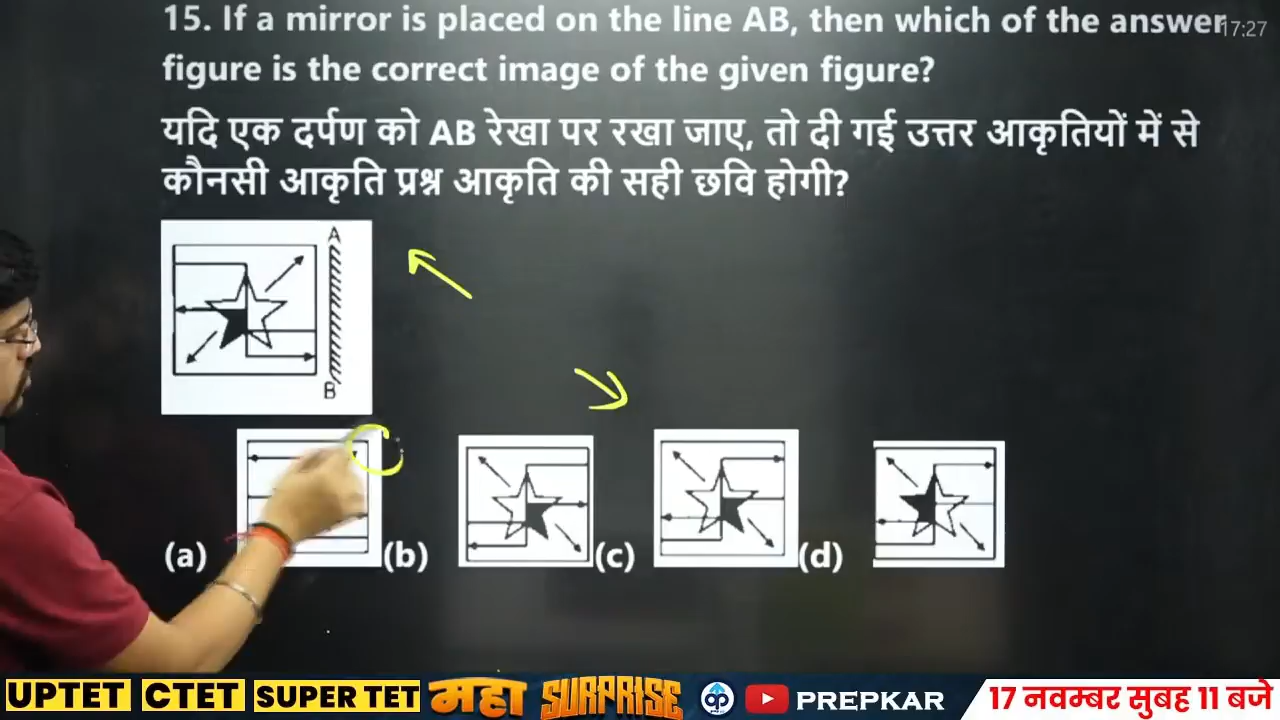 15. If a mirror is placed on the line AB, then which of the answer
17:27
figure is the correct image of the given figure?
यदि एक दर्पण को AB रेखा पर रखा जाए, तो दी गई उत्तर आकृतियों में से
कौनसी आकृति प्रश्न आकृति की सही छवि होगी?
A
B
(a) (b) (c) (d)
UPTET CTET SUPER TET महा SURPRISE PREPKAR 17 नवम्बर सुबह 11 बजे